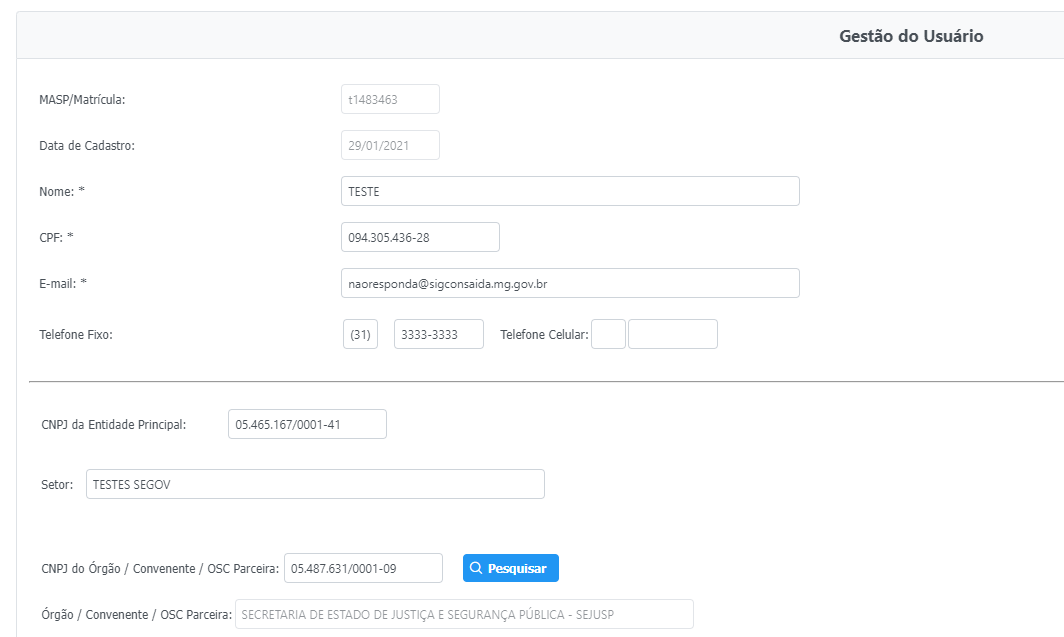 Gestão do Usuário
MASP/Matrícula: t1483463
Data de Cadastro: 29/01/2021
Nome: * TESTE
CPF: * 094.305.436-28
E-mail: * naoresponda@sigconsaida.mg.gov.br
Telefone Fixo: (31) 3333-3333 Telefone Celular:
CNPJ da Entidade Principal: 05.465.167/0001-41
Setor: TESTES SEGOV
CNPJ do Órgão / Convenente / OSC Parceira: 05.487.631/0001-09 Pesquisar
Órgão / Convenente / OSC Parceira: SECRETARIA DE ESTADO DE JUSTIÇA E SEGURANÇA PÚBLICA - SEJUSP